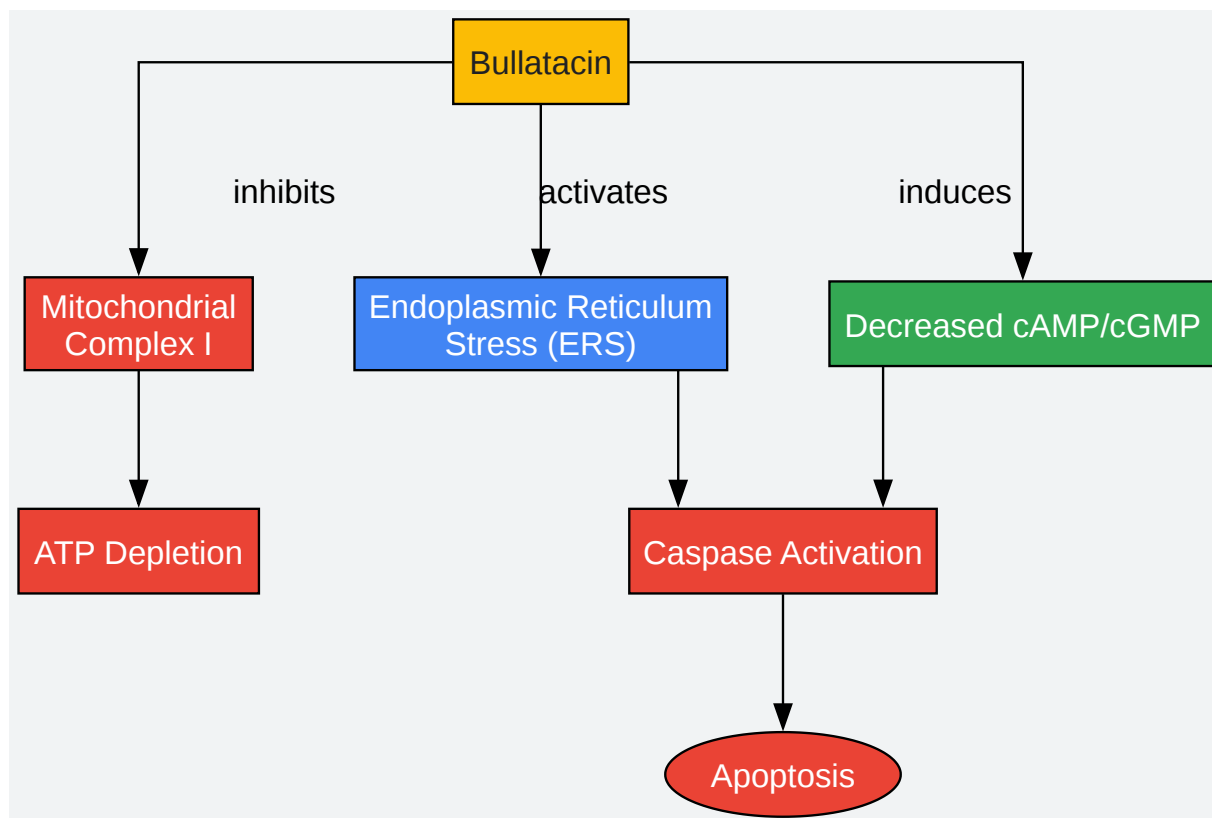 Bullatacin
inhibits
activates
induces
Mitochondrial
Complex I
Endoplasmic Reticulum
Stress (ERS)
Decreased cAMP/cGMP
ATP Depletion
Caspase Activation
Apoptosis